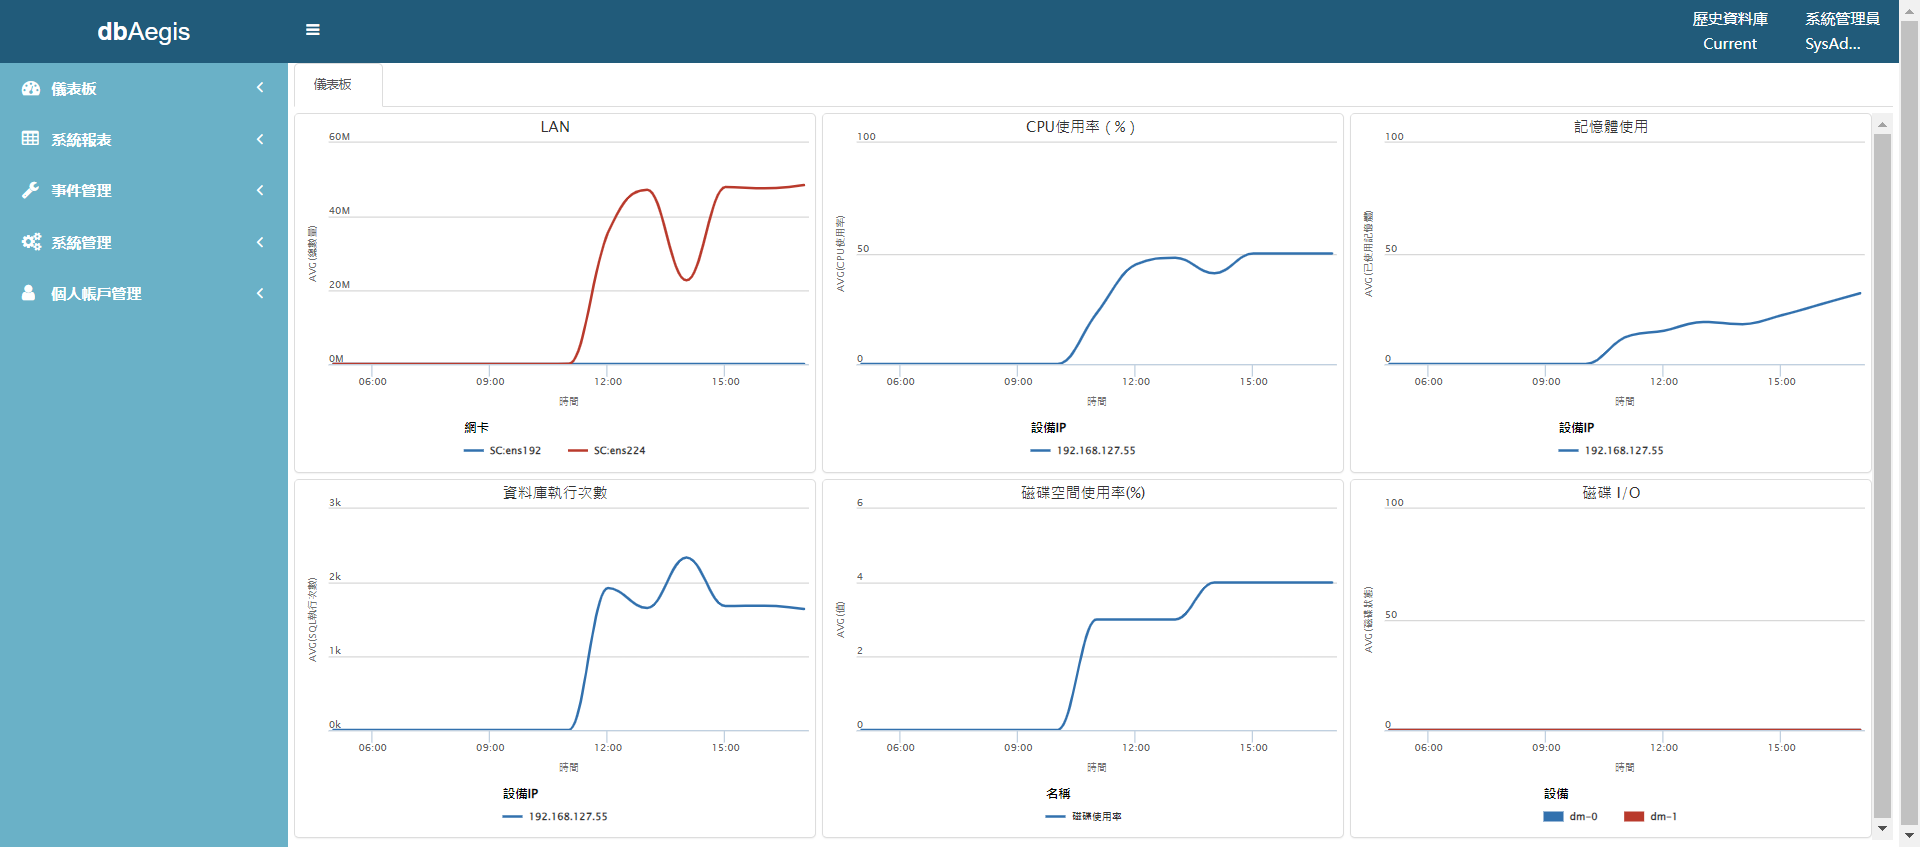 dbAegis
歷史資料庫
Current
系統管理員
SysAd...
儀表板
系統報表
事件管理
系統管理
個人帳戶管理
儀表板
LAN
60M
40M
20M
0M
AVG(總數量)
06:00
09:00
12:00
15:00
時間
網卡
SC:ens192
SC:ens224
CPU使用率 ( % )
100
50
0
AVG(CPU使用率)
06:00
09:00
12:00
15:00
時間
設備IP
192.168.127.55
記憶體使用
100
50
0
AVG(已使用記憶體)
06:00
09:00
12:00
15:00
時間
設備IP
192.168.127.55
資料庫執行次數
3k
2k
1k
0k
AVG(SQL執行次數)
06:00
09:00
12:00
15:00
時間
設備IP
192.168.127.55
磁碟空間使用率(%)
6
4
2
0
AVG(值)
06:00
09:00
12:00
15:00
時間
名稱
磁碟使用率
磁碟 I/O
100
50
0
AVG(磁碟狀態)
06:00
09:00
12:00
15:00
時間
設備
dm-0
dm-1